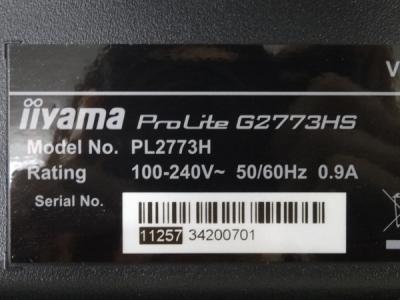 V
iiyama ProLite G2773HS
Model No. PL2773H
Rating 100-240V~ 50/60Hz 0.9A
Serial No.
11257 34200701